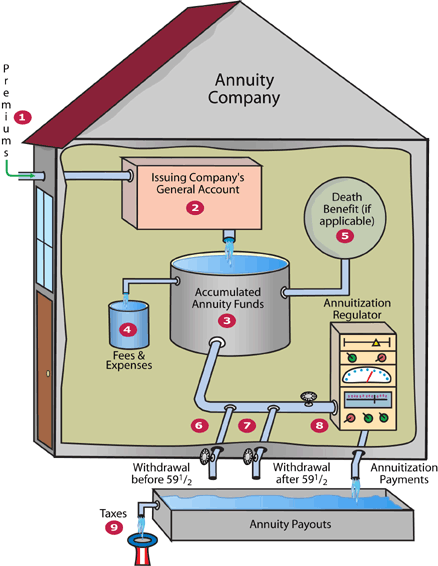 Annuity
Company
Premiums
1
Issuing Company's
General Account
2
Death
Benefit (if
applicable)
5
Accumulated
Annuity Funds
3
Annuitization
Regulator
4
Fees &
Expenses
6
7
8
Withdrawal
before 59 1/2
Withdrawal
after 59 1/2
Annuitization
Payments
Taxes
9
Annuity Payouts